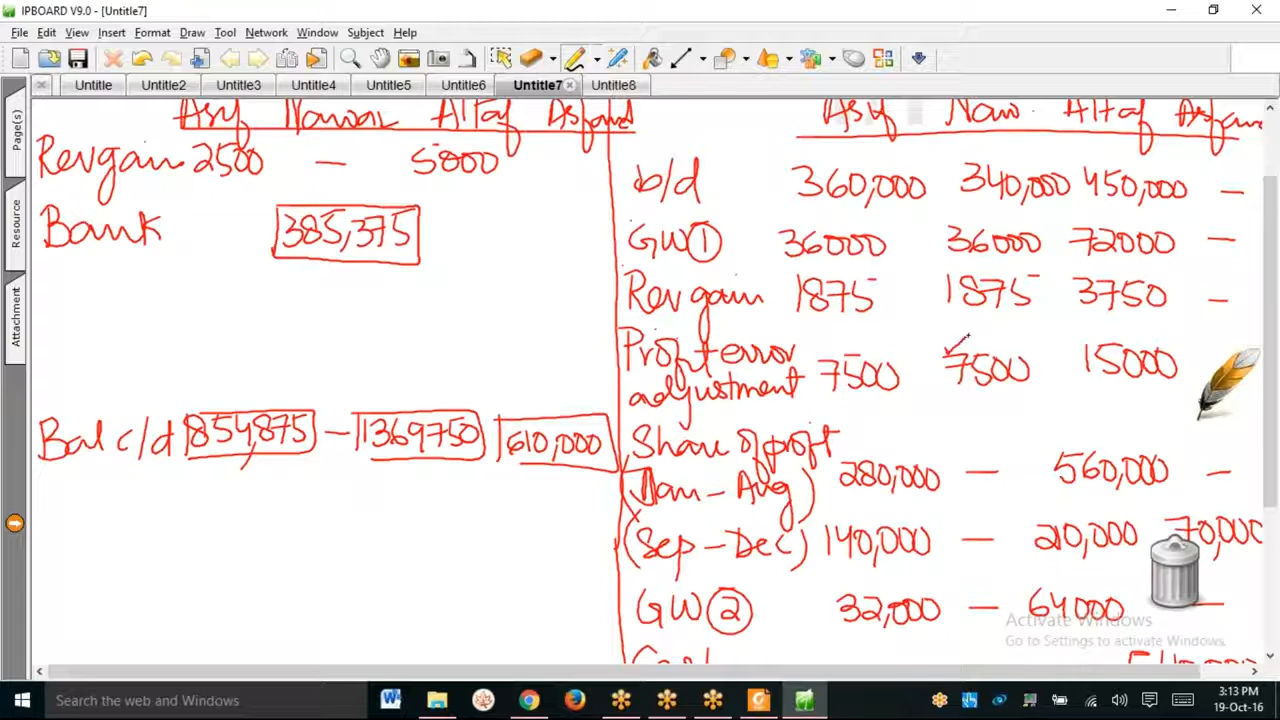 IPBOARD V9.0 - [Untitle7]
File Edit View Insert Format Draw Tool Network Window Subject Help
Untitle Untitle2 Untitle3 Untitle4 Untitle5 Untitle6 Untitle7 Untitle8
Page(s)
Resource
Attachment
Asif Nawaz Altaf Asfand
Revgain 2500 — 5000
Bank 385,375
Bal c/d 854,875 — 1369750 610,000
Asif Naw Altaf
b/d 360,000 340,000 450,000 —
GW 1 36000 36000 72000 —
Rev gain 1875 1875 3750 —
Profit error
adjustment 7500 7500 15000
Share of profit
(Jan - Aug) 280,000 — 560,000 —
(Sep - Dec) 140,000 — 210,000 70,000
GW 2 32,000 — 64000 —
Activate Windows
Go to Settings to activate Windows.
Search the web and Windows
3:13 PM
19-Oct-16